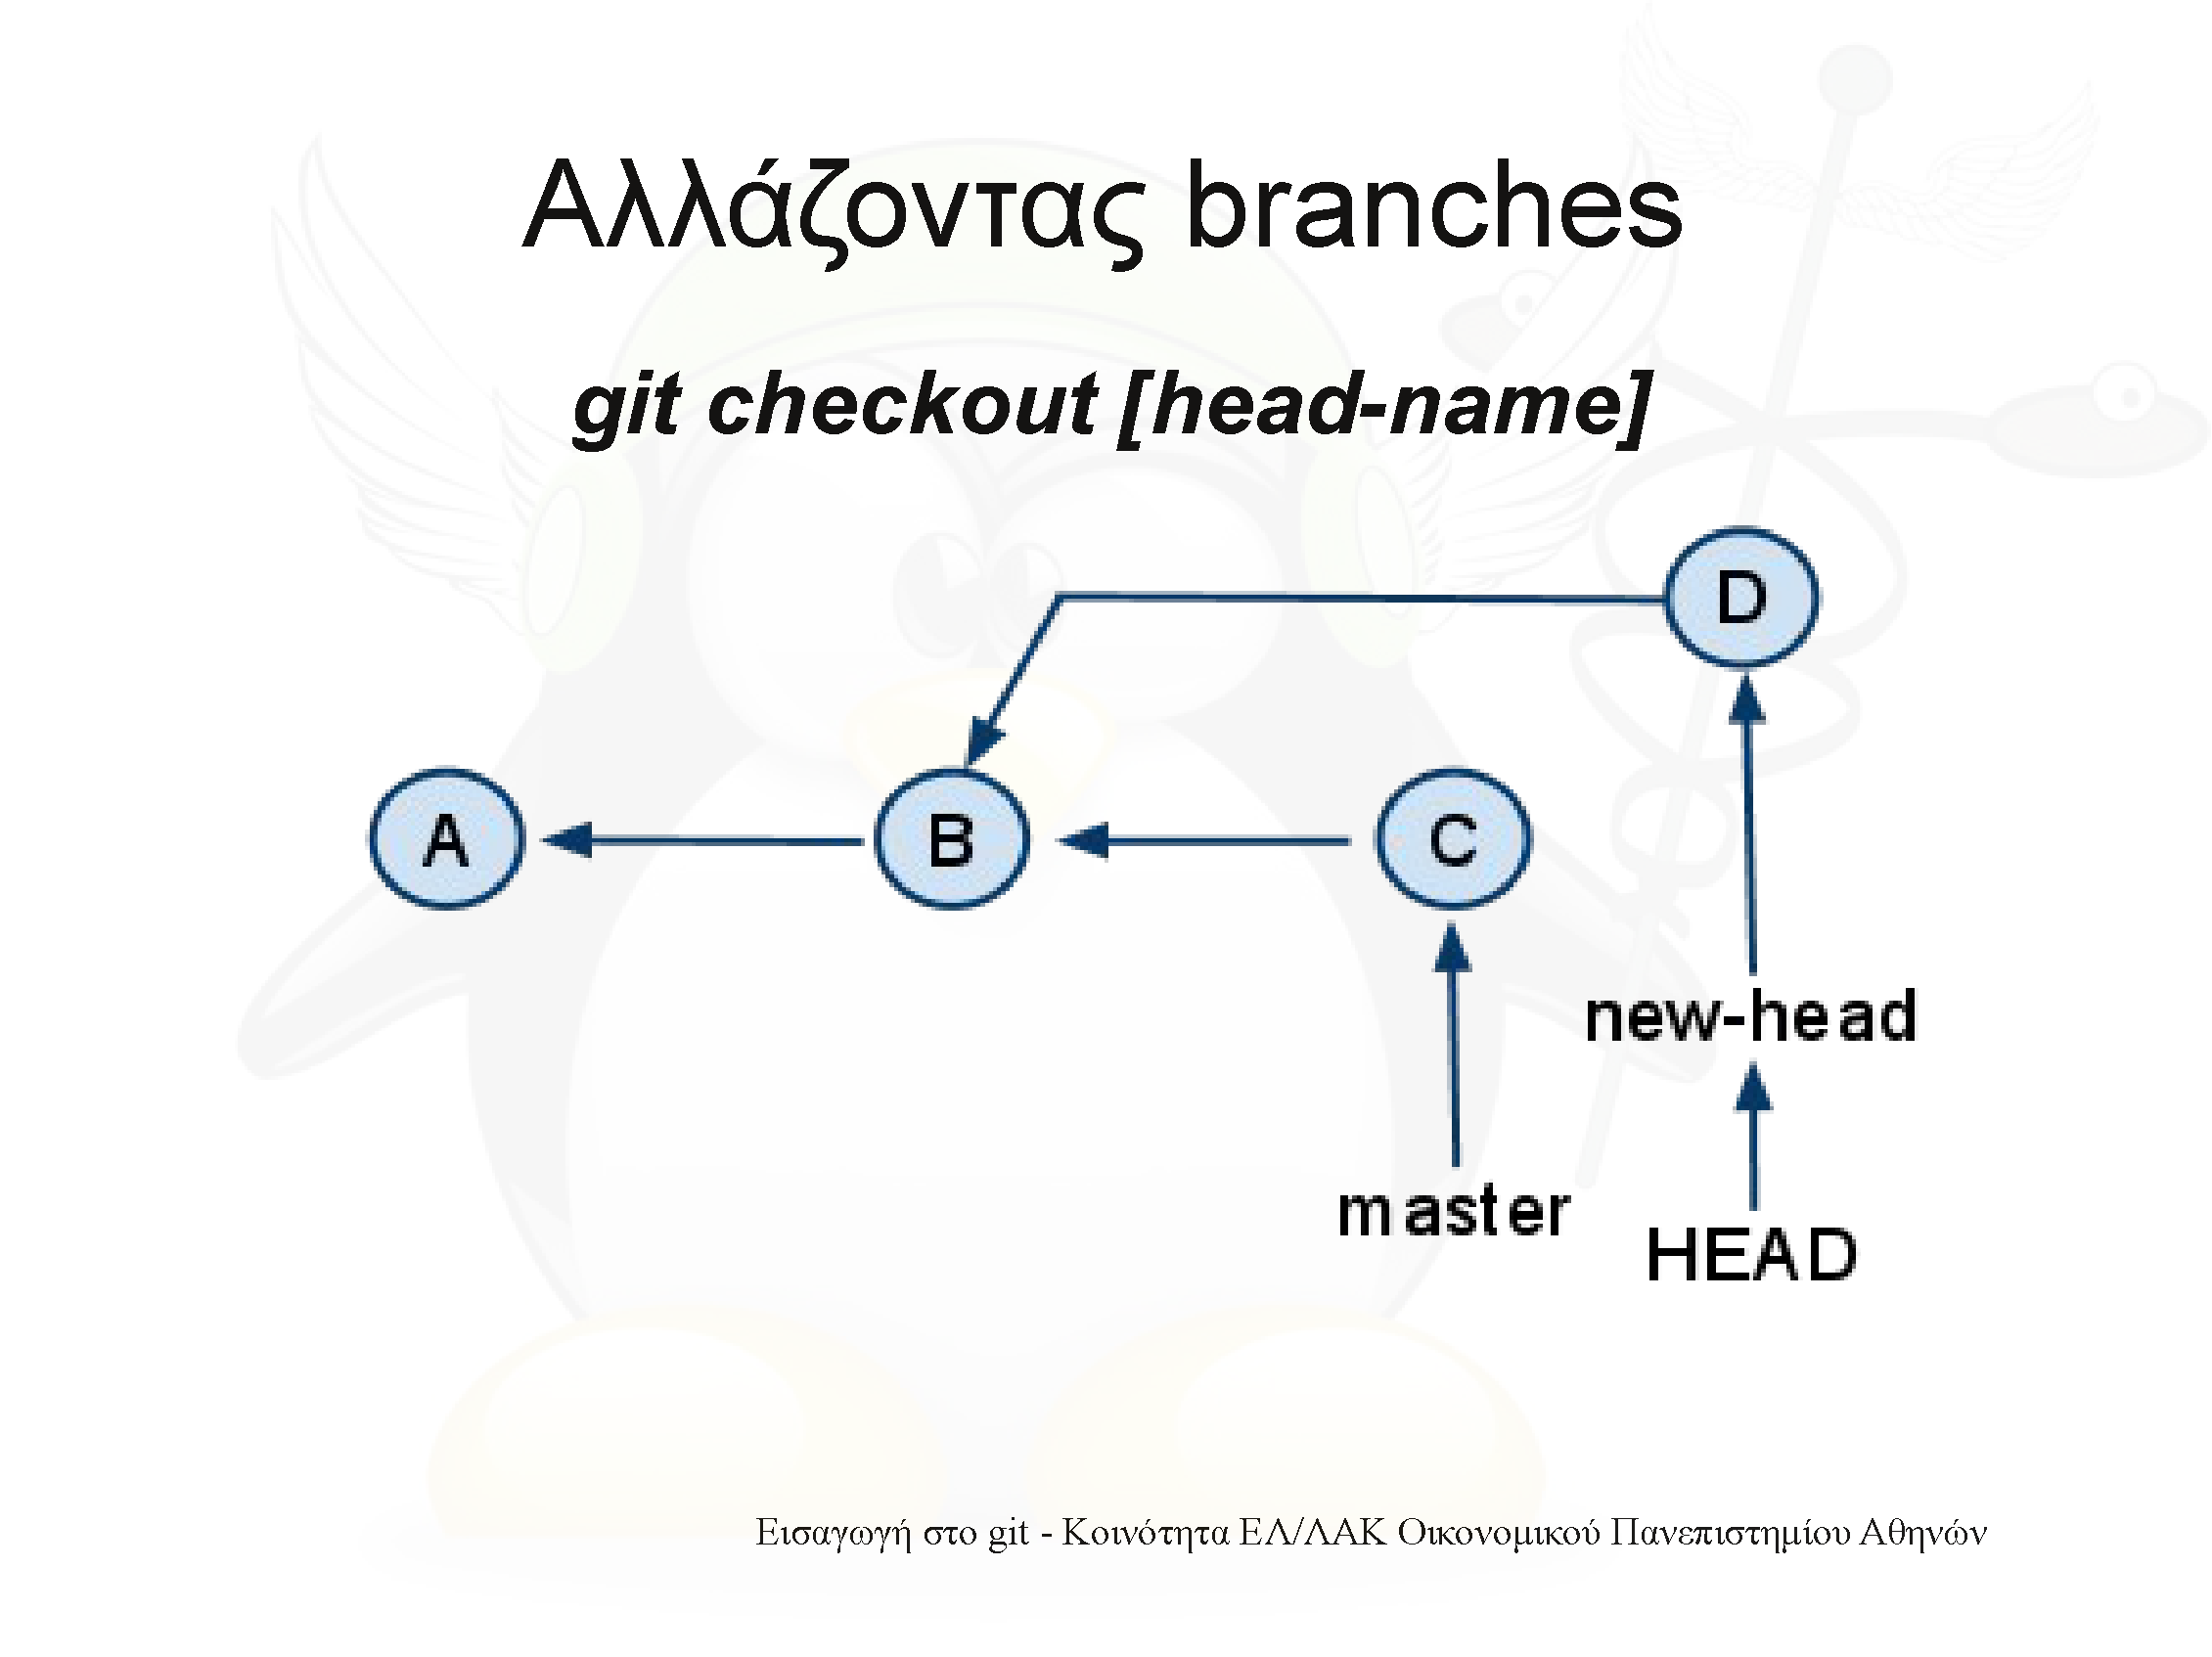 Αλλάζοντας branches
git checkout [head-name]
D
A
B
C
new-head
master
HEAD
Εισαγωγή στο git - Κοινότητα ΕΛ/ΛΑΚ Οικονομικού Πανεπιστημίου Αθηνών